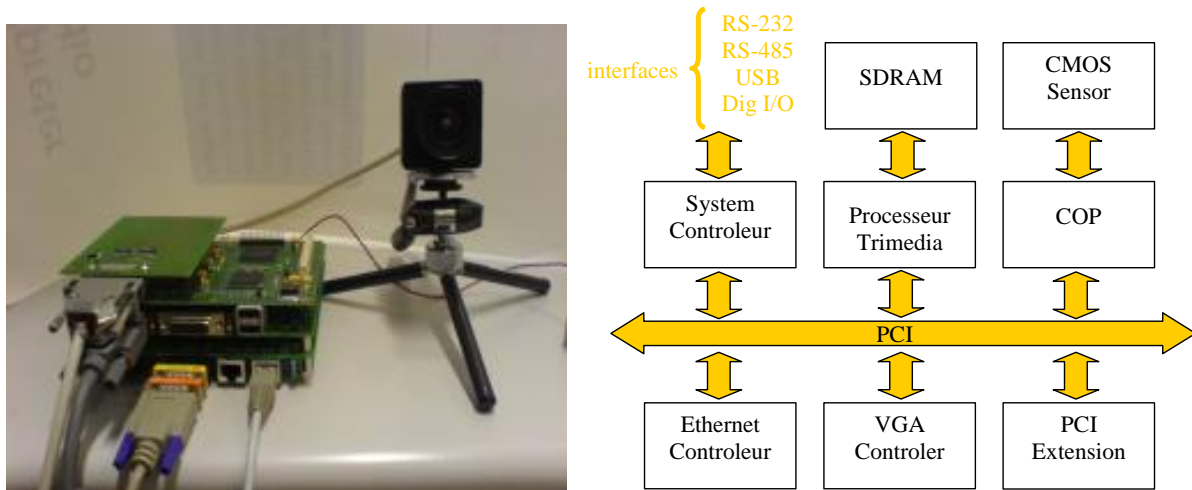 RS-232
RS-485
interfaces
USB
Dig I/O
SDRAM
CMOS
Sensor
System
Controleur
Processeur
Trimedia
COP
PCI
Ethernet
Controleur
VGA
Controler
PCI
Extension